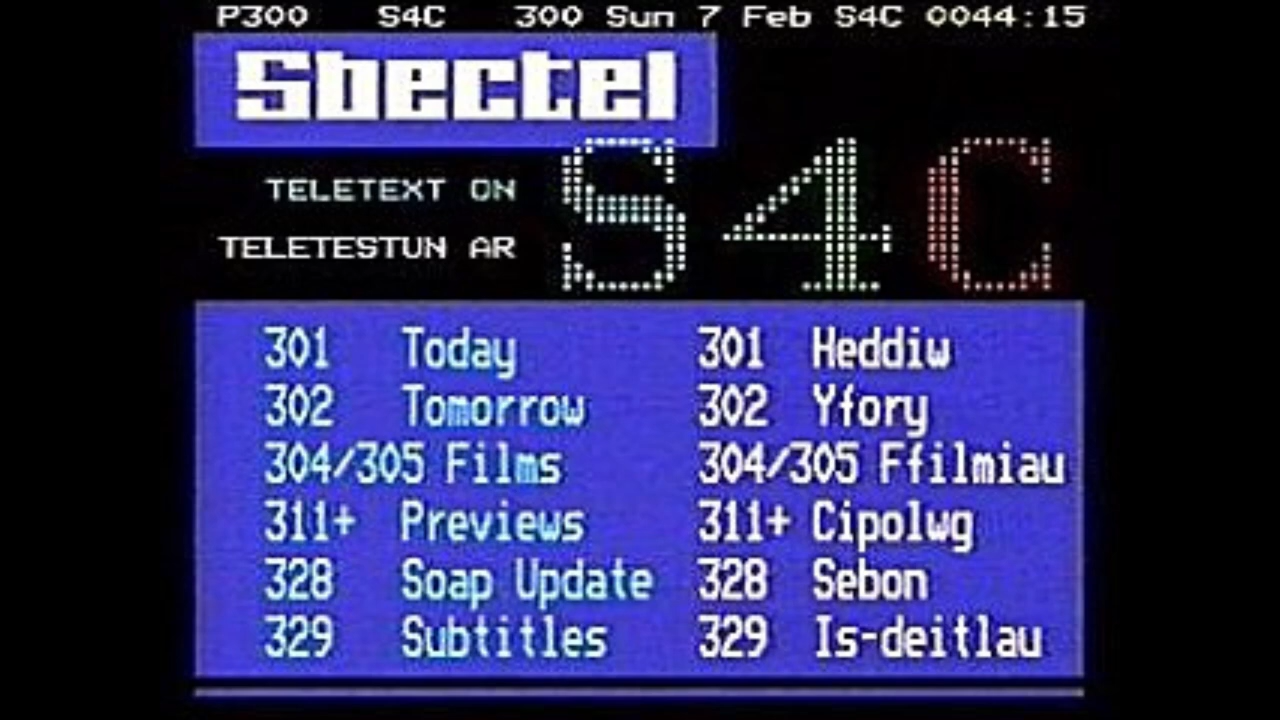 P300 S4C 300 Sun 7 Feb S4C 0044:15
Sbectel
TELETEXT ON
TELETESTUN AR
S4C
301 Today 301 Heddiw
302 Tomorrow 302 Yfory
304/305 Films 304/305 Ffilmiau
311+ Previews 311+ Cipolwg
328 Soap Update 328 Sebon
329 Subtitles 329 Is-deitlau